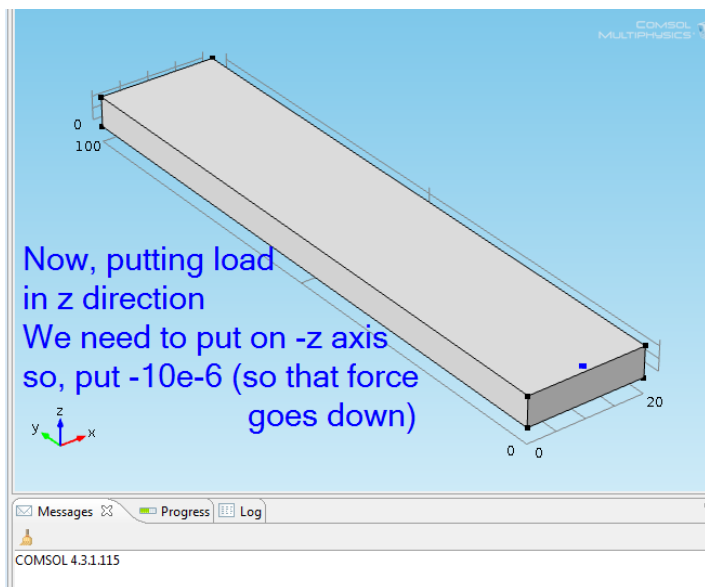 COMSOL
MULTIPHYSICS
0
100
Now, putting load
in z direction
We need to put on -z axis
so, put -10e-6 (so that force
goes down)
z
y
x
20
0
0
Messages
Progress
Log
COMSOL 4.3.1.115